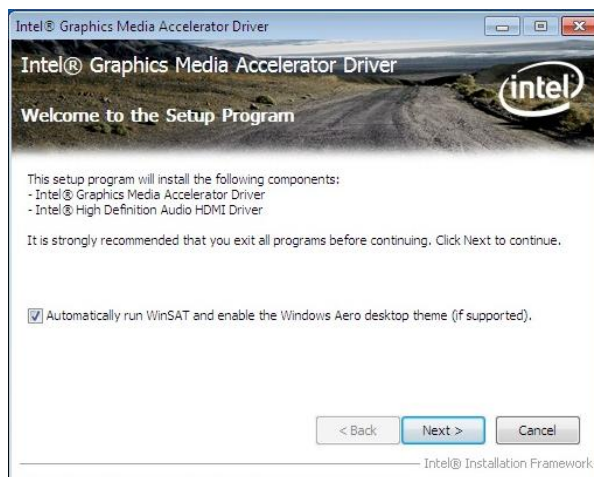 Intel® Graphics Media Accelerator Driver
Intel® Graphics Media Accelerator Driver
intel
Welcome to the Setup Program
This setup program will install the following components:
- Intel® Graphics Media Accelerator Driver
- Intel® High Definition Audio HDMI Driver
It is strongly recommended that you exit all programs before continuing. Click Next to continue.
Automatically run WinSAT and enable the Windows Aero desktop theme (if supported).
< Back Next > Cancel
Intel® Installation Framework